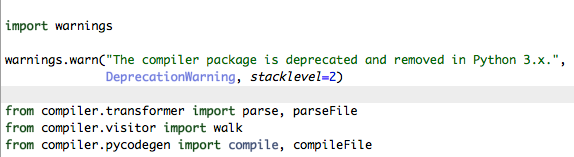 import warnings
warnings.warn("The compiler package is deprecated and removed in Python 3.x.",
DeprecationWarning, stacklevel=2)
from compiler.transformer import parse, parseFile
from compiler.visitor import walk
from compiler.pycodegen import compile, compileFile